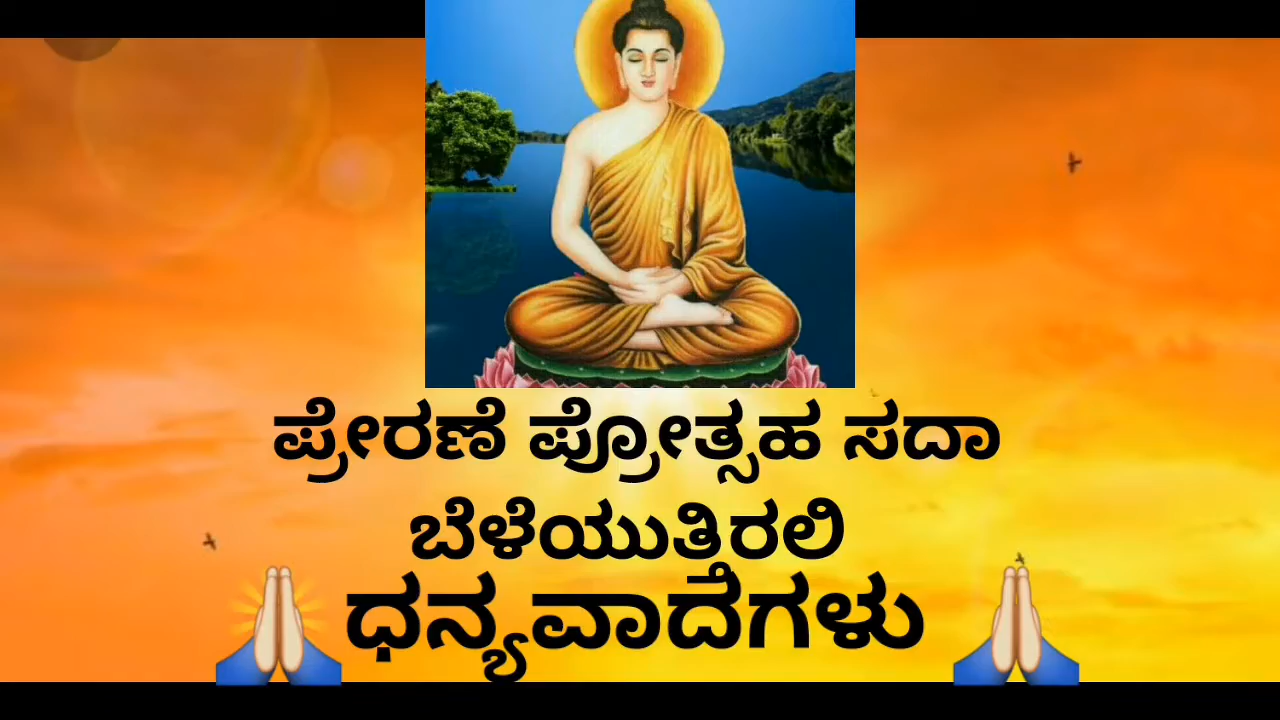 ಪ್ರೇರಣೆ ಪ್ರೋತ್ಸಹ ಸದಾ
ಬೆಳೆಯುತ್ತಿರಲಿ
ಧನ್ಯವಾದಗಳು